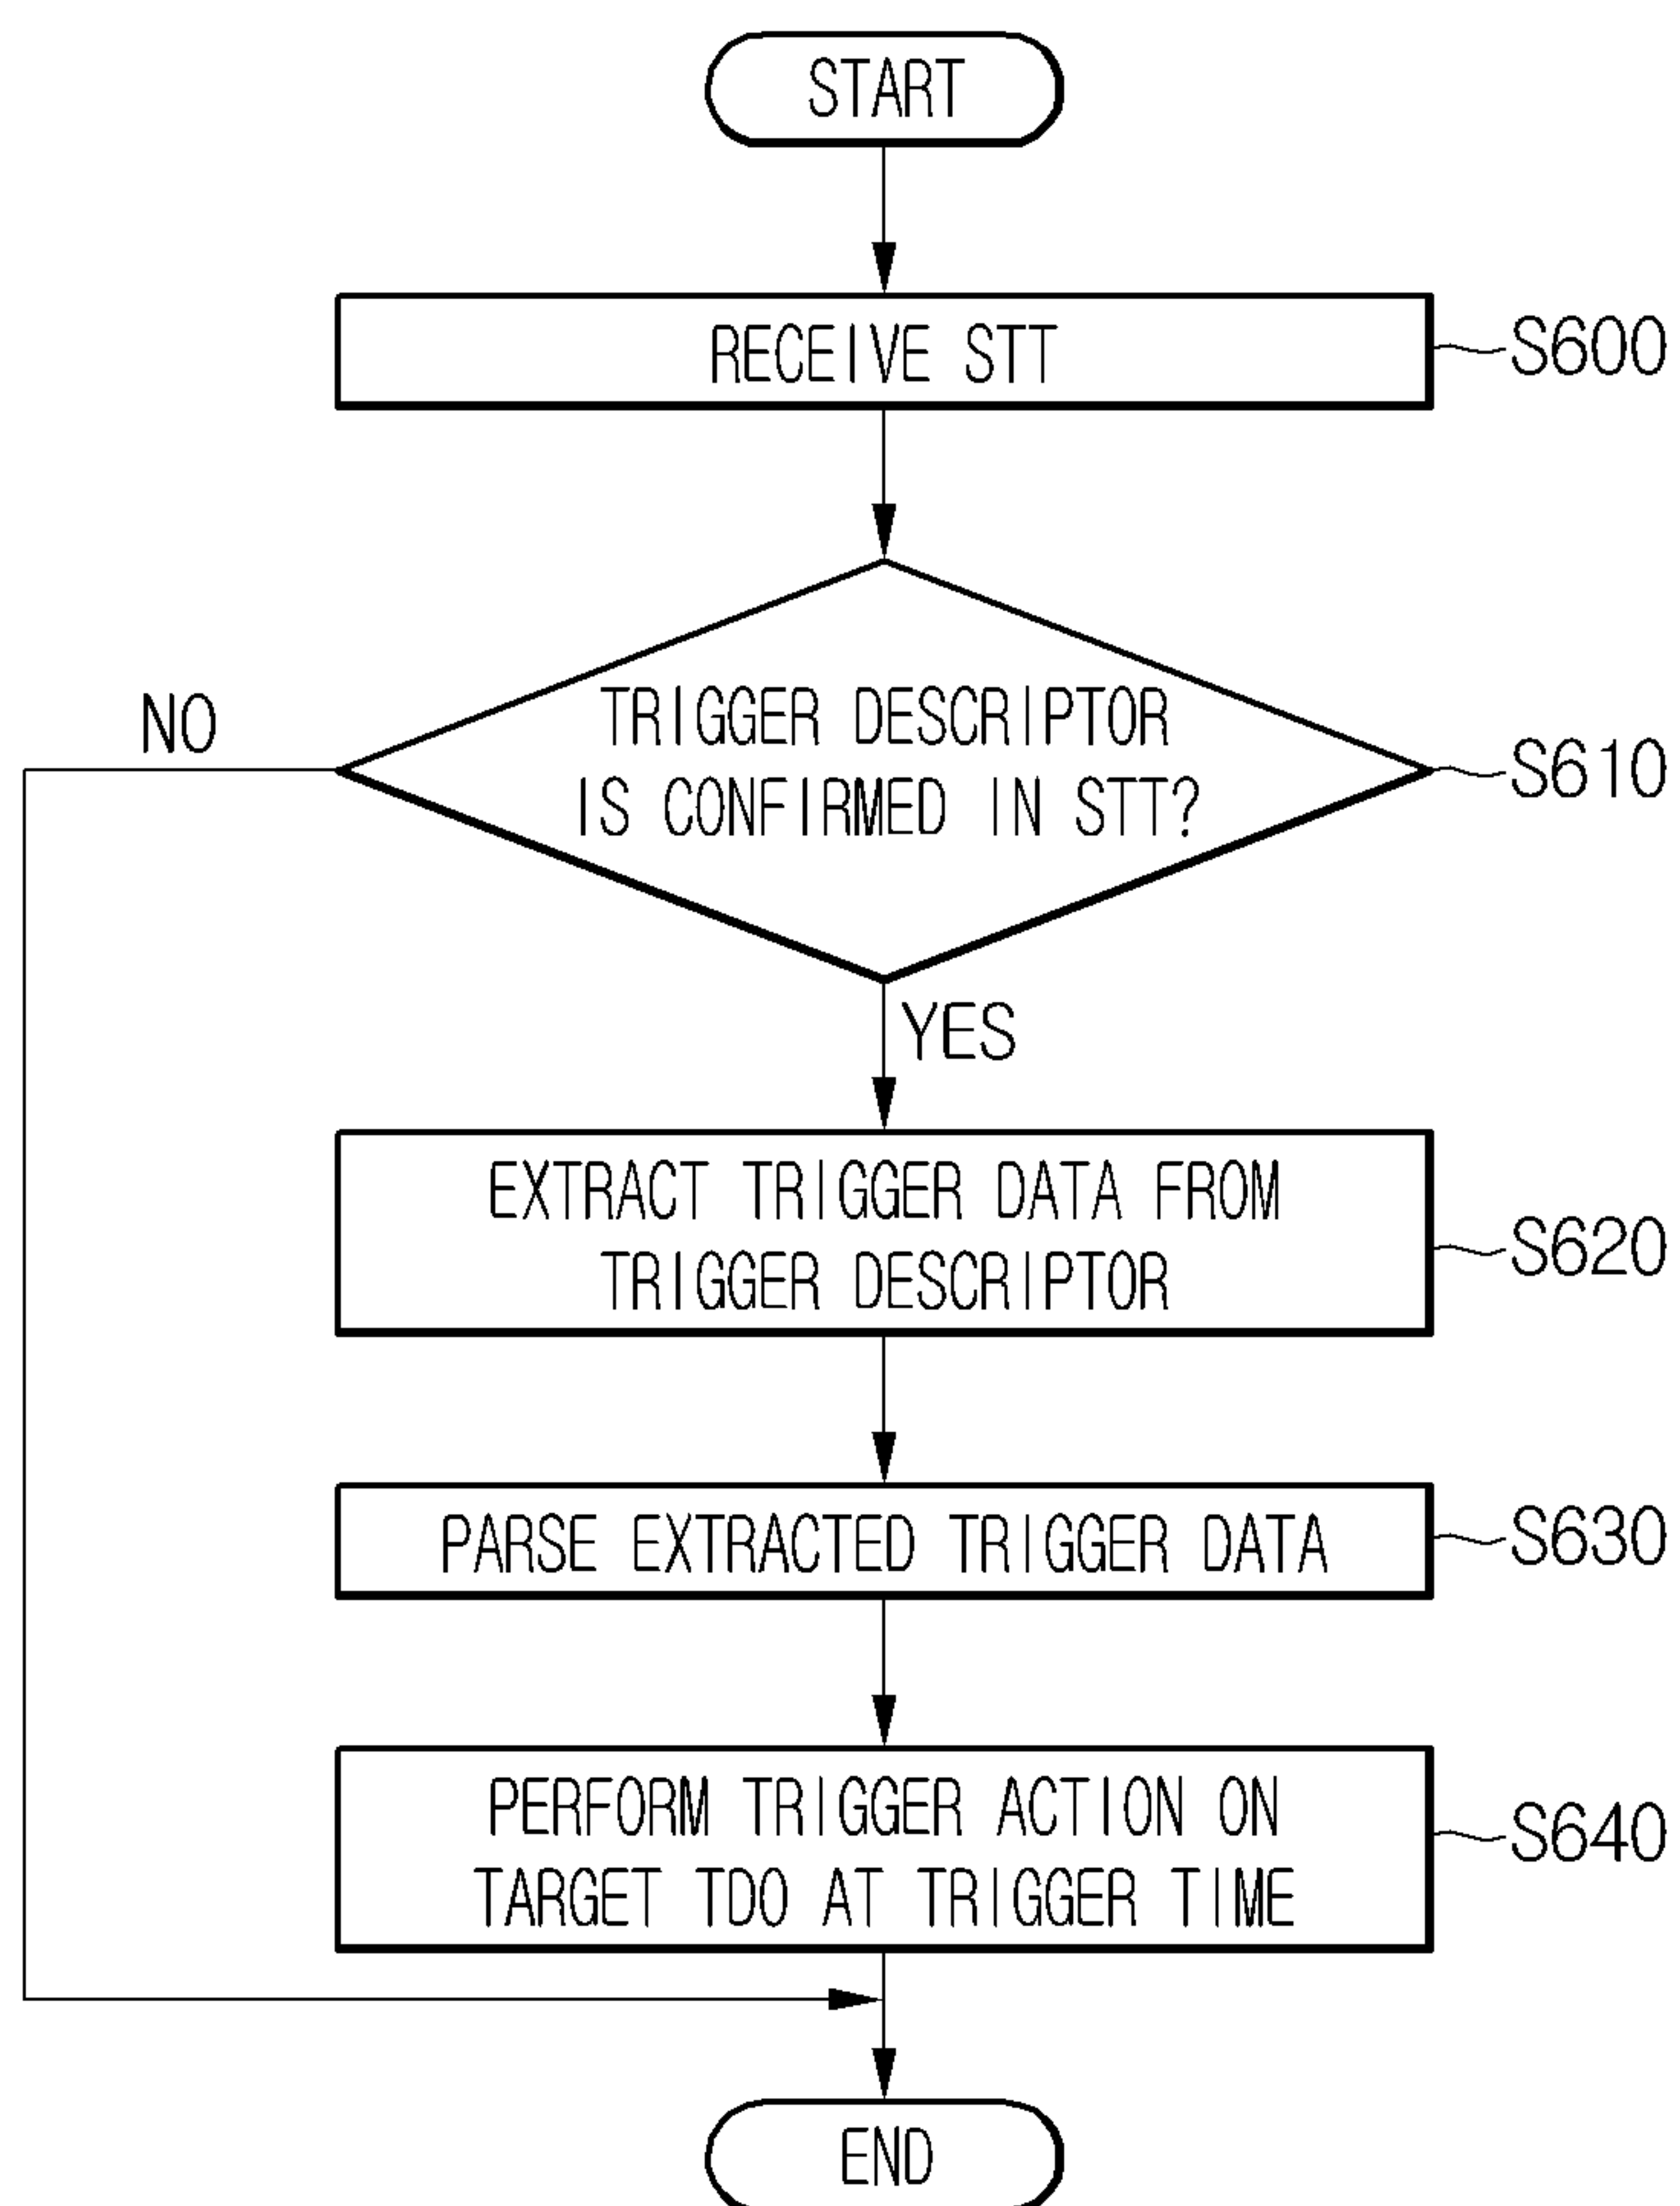 START
RECEIVE STT
S600
TRIGGER DESCRIPTOR
IS CONFIRMED IN STT?
S610
NO
YES
EXTRACT TRIGGER DATA FROM
TRIGGER DESCRIPTOR
S620
PARSE EXTRACTED TRIGGER DATA
S630
PERFORM TRIGGER ACTION ON
TARGET TDO AT TRIGGER TIME
S640
END